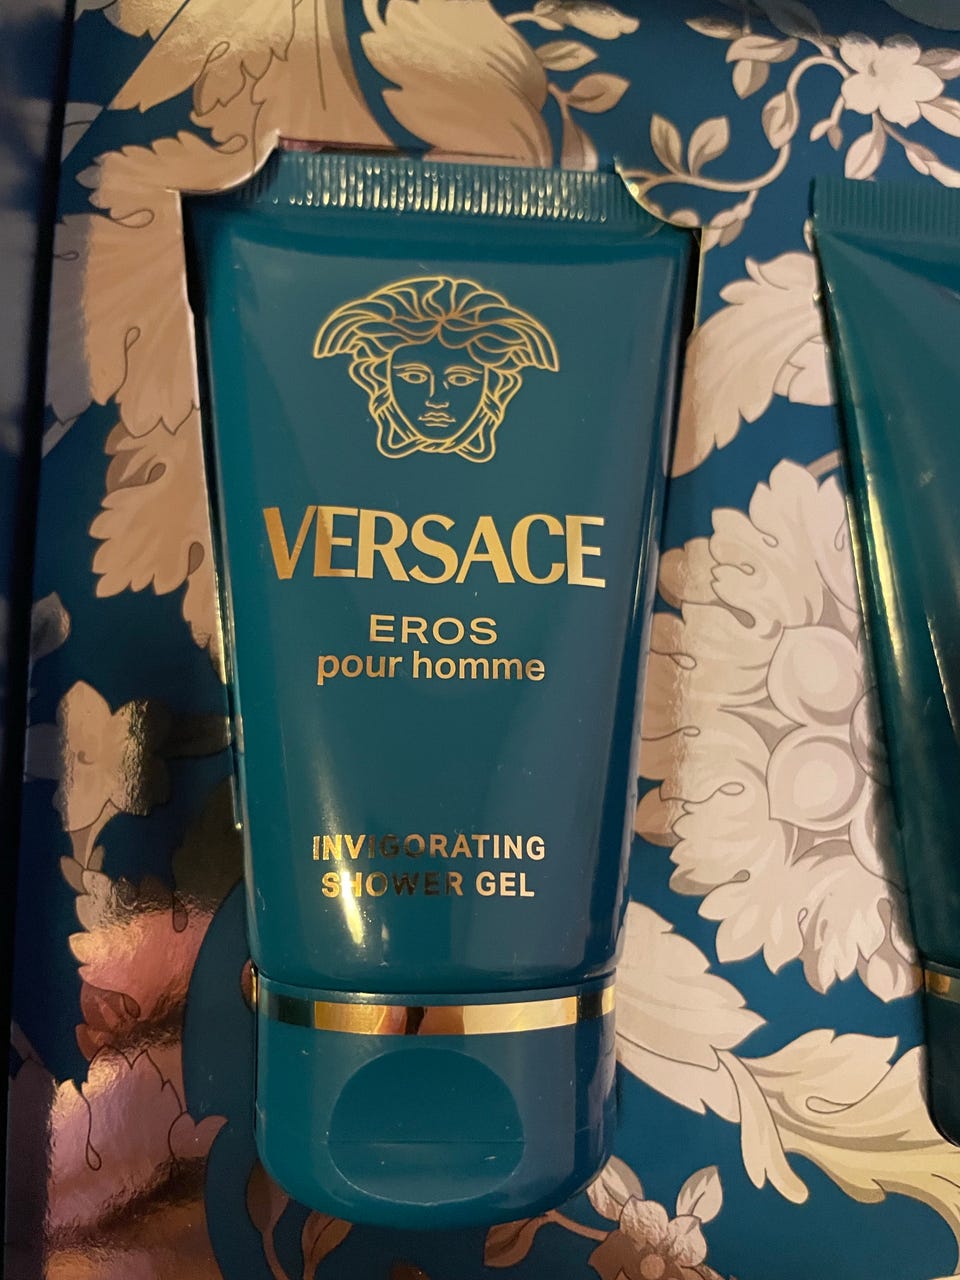 VERSACE
EROS
pour homme
INVIGORATING
SHOWER GEL